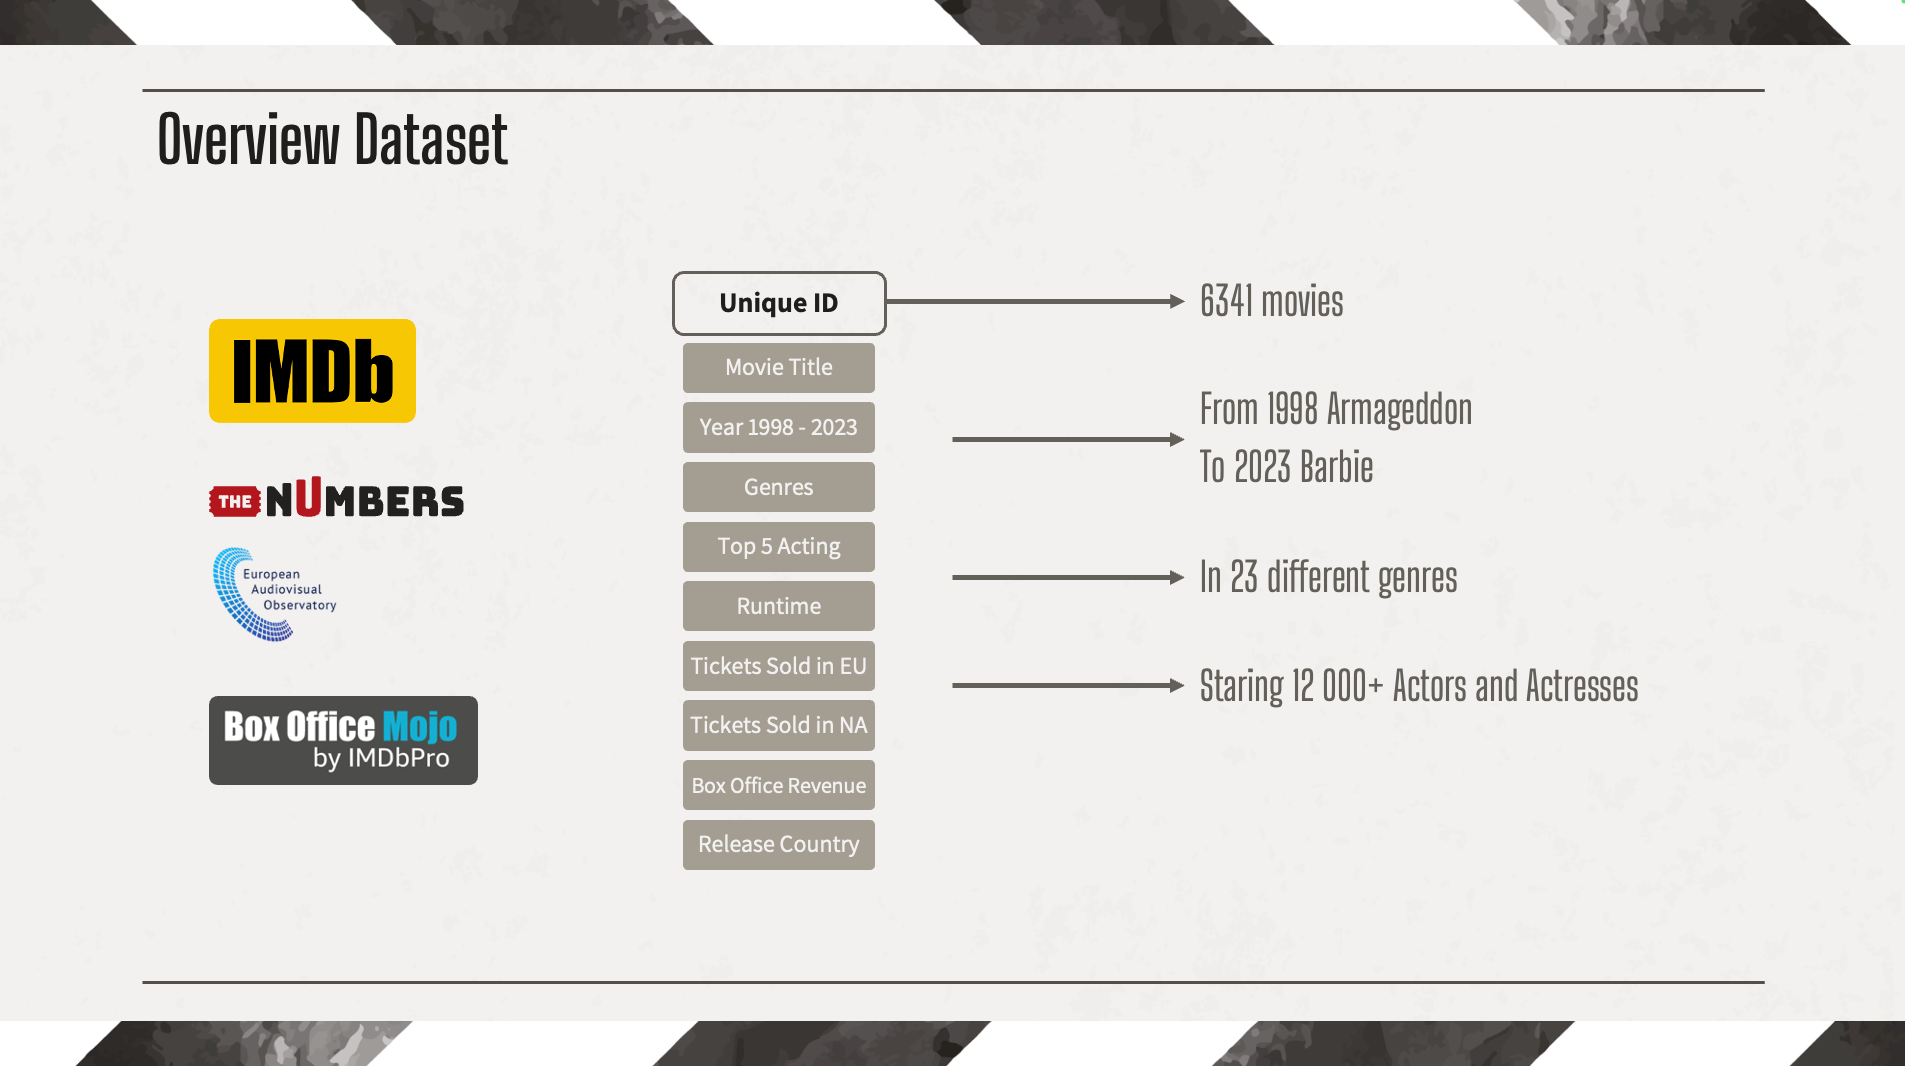 Overview Dataset
IMDb
THE NUMBERS
European
Audiovisual
Observatory
Box Office Mojo
by IMDbPro
Unique ID
Movie Title
Year 1998 - 2023
Genres
Top 5 Acting
Runtime
Tickets Sold in EU
Tickets Sold in NA
Box Office Revenue
Release Country
6341 movies
From 1998 Armageddon
To 2023 Barbie
In 23 different genres
Staring 12 000+ Actors and Actresses